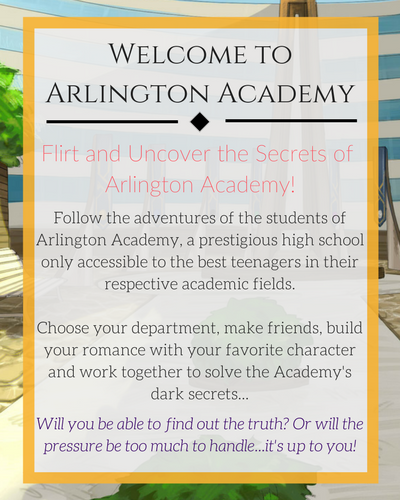 Welcome to
Arlington Academy
Flirt and Uncover the Secrets of
Arlington Academy!
Follow the adventures of the students of
Arlington Academy, a prestigious high school
only accessible to the best teenagers in their
respective academic fields.
Choose your department, make friends, build
your romance with your favorite character
and work together to solve the Academy's
dark secrets...
Will you be able to find out the truth? Or will the
pressure be too much to handle...it's up to you!